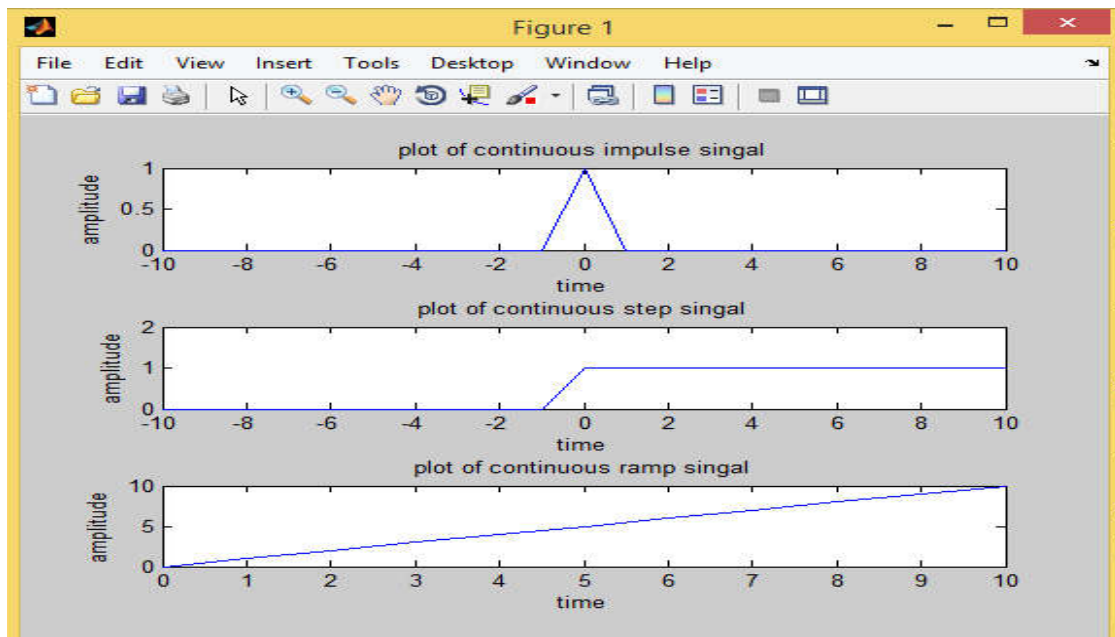 Figure 1
File Edit View Insert Tools Desktop Window Help
plot of continuous impulse singal
amplitude
1
0.5
0
-10 -8 -6 -4 -2 0 2 4 6 8 10
time
plot of continuous step singal
amplitude
2
1
0
-10 -8 -6 -4 -2 0 2 4 6 8 10
time
plot of continuous ramp singal
amplitude
10
5
0
0 1 2 3 4 5 6 7 8 9 10
time